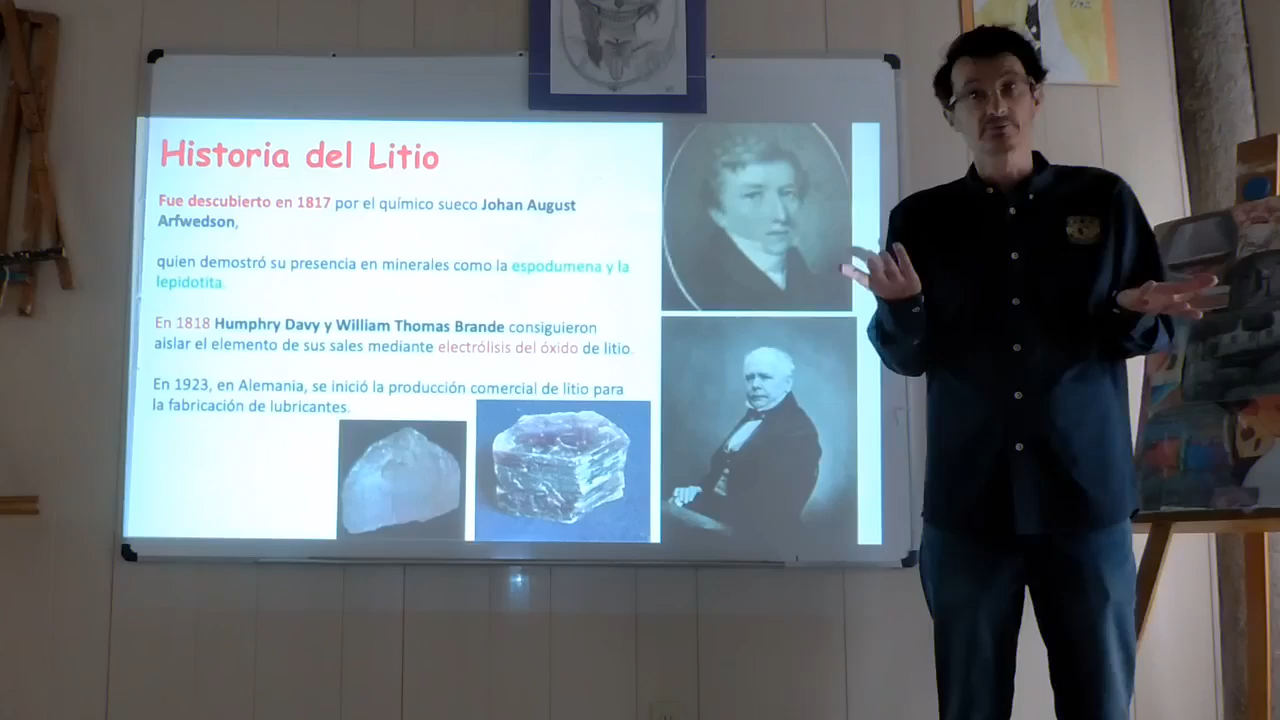 Historia del Litio
Fue descubierto en 1817 por el químico sueco Johan August
Arfwedson,
quien demostró su presencia en minerales como la espodumena y la
lepidotita.
En 1818 Humphry Davy y William Thomas Brande consiguieron
aislar el elemento de sus sales mediante electrólisis del óxido de litio.
En 1923, en Alemania, se inició la producción comercial de litio para
la fabricación de lubricantes.